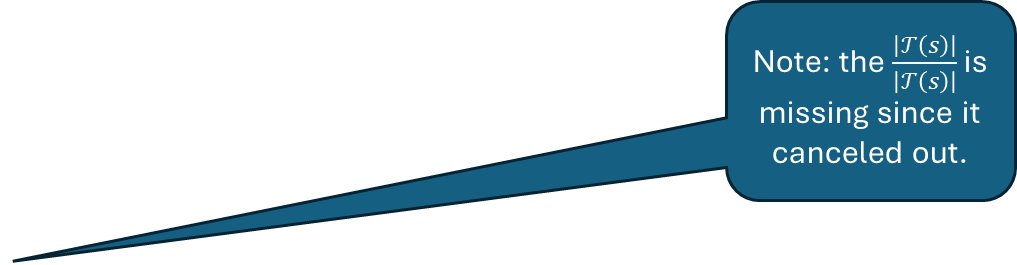 Note: the |𝒯(s)|/|𝒯(s)| is
missing since it
canceled out.